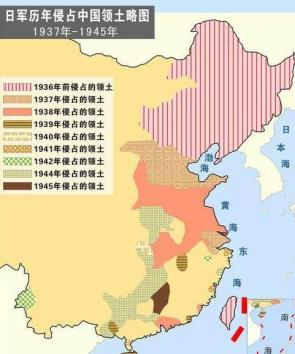 日军历年侵占中国领土略图
1937年-1945年
1936年前侵占的领土
1937年侵占的领土
1938年侵占的领土
1939年侵占的领土
1940年侵占的领土
1941年侵占的领土
1942年侵占的领土
1944年侵占的领土
1945年侵占的领土
日本海
渤海
黄海
东海
南
海